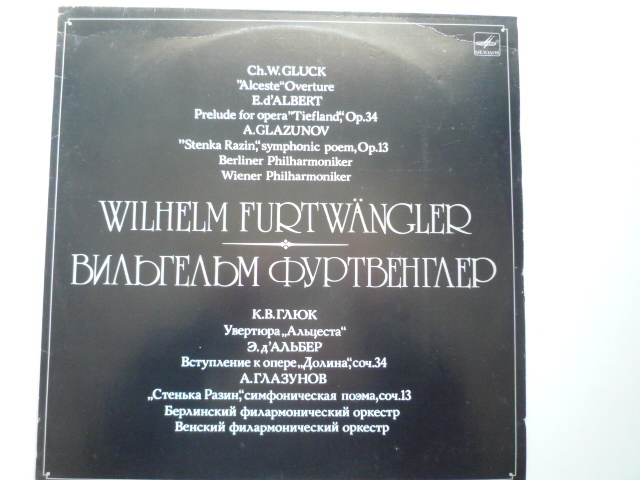 Ch.W.GLUCK
"Alceste“Overture
E.d'ALBERT
Prelude for opera"Tiefland“,Op.34
A.GLAZUNOV
"Stenka Razin“,symphonic poem,Op.13
Berliner Philharmoniker
Wiener Philharmoniker
WILHELM FURTWÄNGLER
ВИЛЬГЕЛЬМ ФУРТВЕНГЛЕР
К.В.ГЛЮК
Увертюра„Альцеста“
Э.д'АЛЬБЕР
Вступление к опере„Долина“,соч.34
А.ГЛАЗУНОВ
„Стенька Разин“,симфоническая поэма,соч.13
Берлинский филармонический оркестр
Венский филармонический оркестр